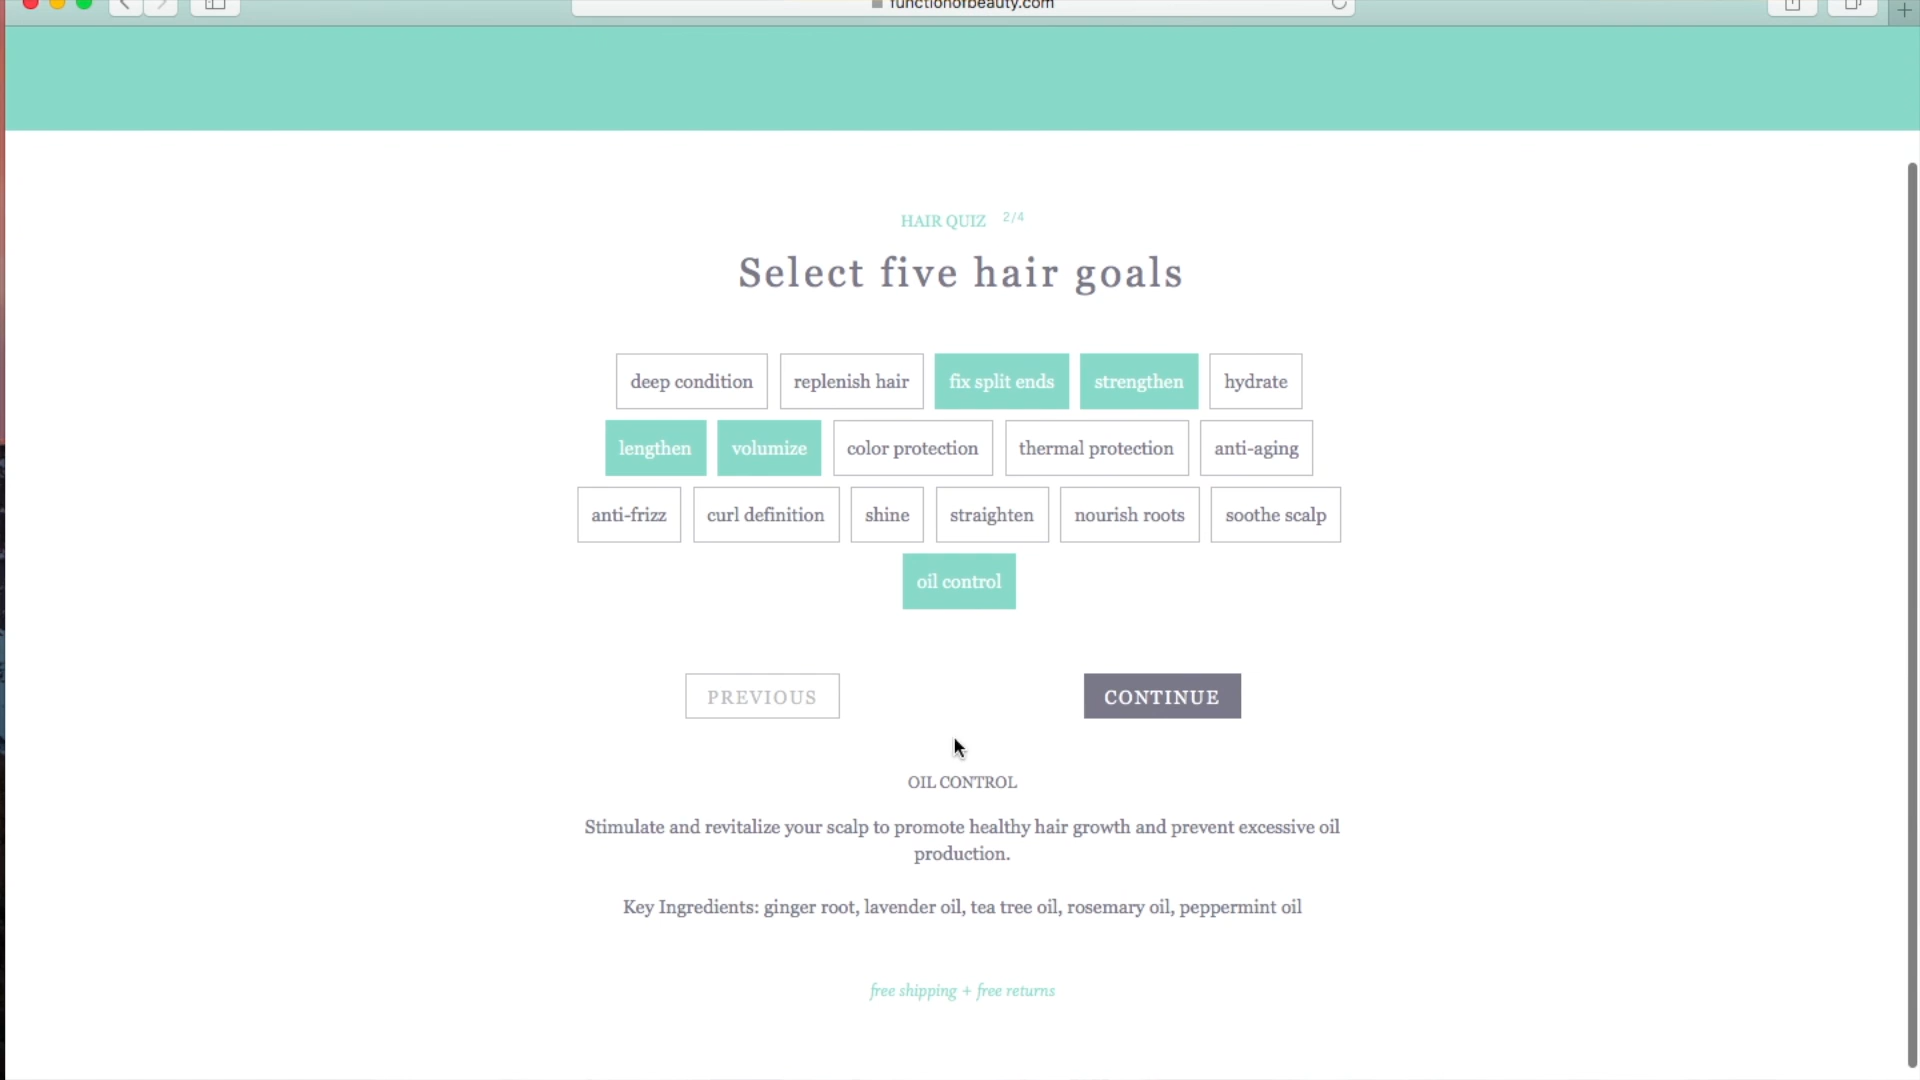 functionofbeauty.com
HAIR QUIZ 2/4
Select five hair goals
deep condition replenish hair fix split ends strengthen hydrate
lengthen volumize color protection thermal protection anti-aging
anti-frizz curl definition shine straighten nourish roots soothe scalp
oil control
PREVIOUS CONTINUE
OIL CONTROL
Stimulate and revitalize your scalp to promote healthy hair growth and prevent excessive oil
production.
Key Ingredients: ginger root, lavender oil, tea tree oil, rosemary oil, peppermint oil
free shipping + free returns